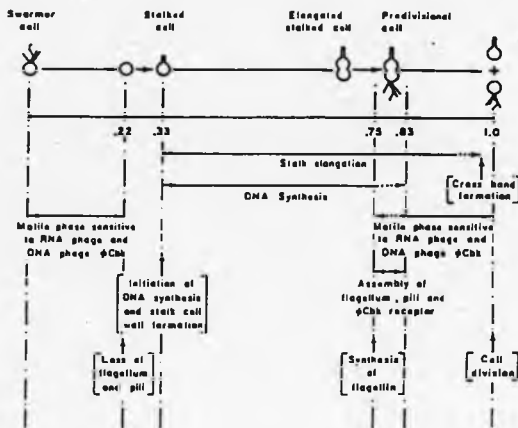 Swarmer cell
Stalked cell
Elongated stalked cell
Predivisional cell
+
.22 .33 .75 .83 1.0
Stalk elongation
Cross band formation
DNA Synthesis
Motile phase sensitive to RNA phage and DNA phage φCbk
Motile phase sensitive to RNA phage and DNA phage φCbk
Initiation of DNA synthesis and stalk cell wall formation
Assembly of flagellum, pili and φCbk receptor
Loss of flagellum and pili
Synthesis of flagellin
Cell division